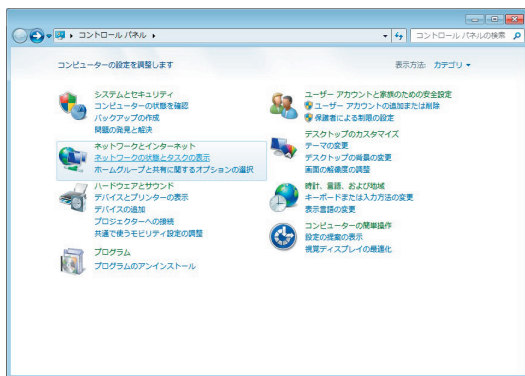 コントロール パネル
コントロール パネルの検索
コンピューターの設定を調整します
表示方法: カテゴリ
システムとセキュリティ
コンピューターの状態を確認
バックアップの作成
問題の発見と解決
ネットワークとインターネット
ネットワークの状態とタスクの表示
ホームグループと共有に関するオプションの選択
ハードウェアとサウンド
デバイスとプリンターの表示
デバイスの追加
プロジェクターへの接続
共通で使うモビリティ設定の調整
プログラム
プログラムのアンインストール
ユーザー アカウントと家族のための安全設定
ユーザー アカウントの追加または削除
保護者による制限の設定
デスクトップのカスタマイズ
テーマの変更
デスクトップの背景の変更
画面の解像度の調整
時計、言語、および地域
キーボードまたは入力方法の変更
表示言語の変更
コンピューターの簡単操作
設定の提案の表示
視覚ディスプレイの最適化